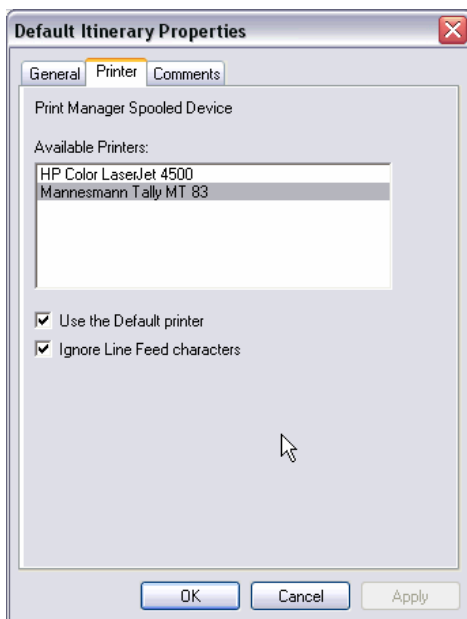 Default Itinerary Properties
General Printer Comments
Print Manager Spooled Device
Available Printers:
HP Color LaserJet 4500
Mannesmann Tally MT 83
Use the Default printer
Ignore Line Feed characters
OK Cancel Apply